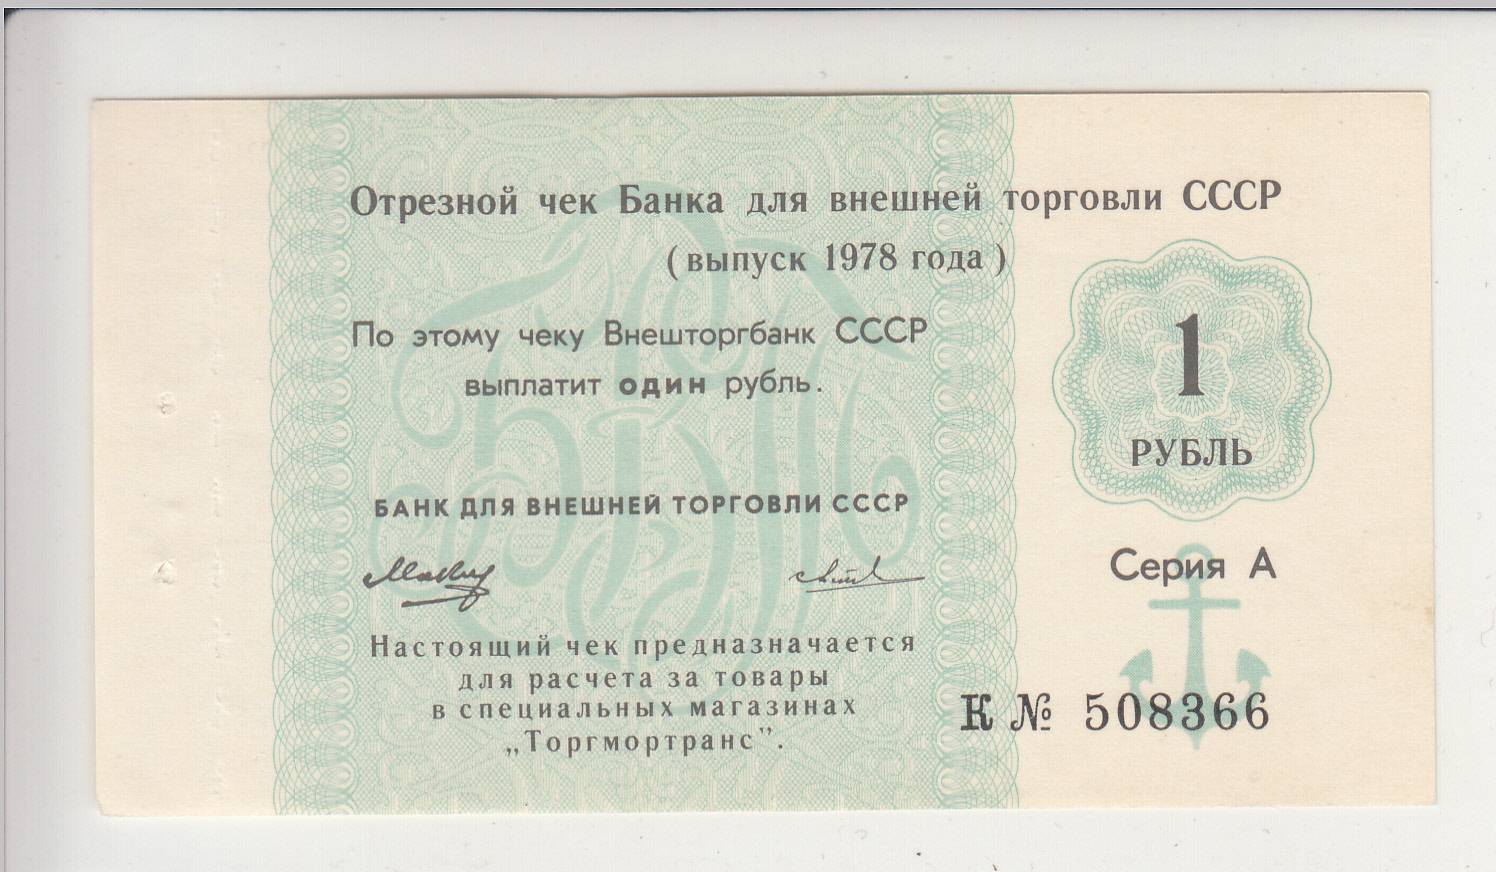 Отрезной чек Банка для внешней торговли СССР
( выпуск 1978 года )
По этому чеку Внешторгбанк СССР
выплатит один рубль.
1
РУБЛЬ
БАНК ДЛЯ ВНЕШНЕЙ ТОРГОВЛИ СССР
Серия А
Настоящий чек предназначается
для расчета за товары
в специальных магазинах
„Торгмортранс”.
К № 508366